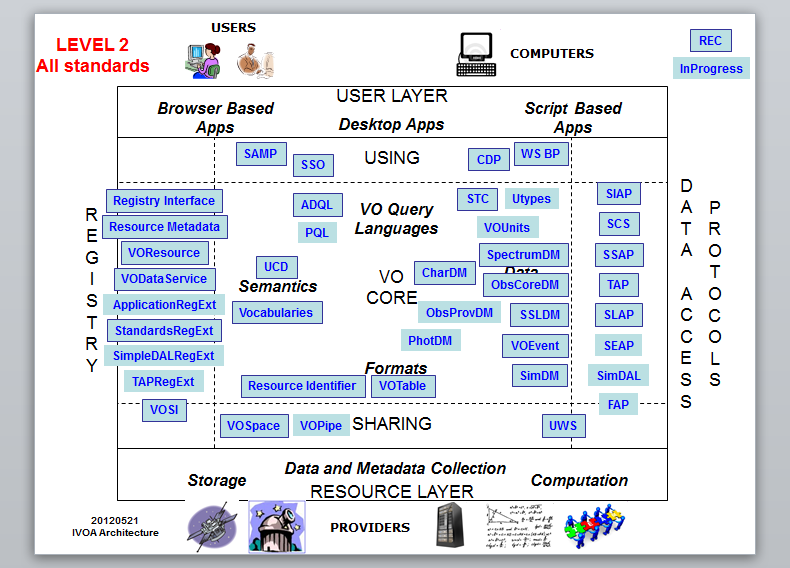 USERS
LEVEL 2
All standards
COMPUTERS
REC
InProgress
USER LAYER
Browser Based
Apps
Desktop Apps
Script Based
Apps
SAMP
SSO
USING
CDP
WS BP
REGISTRY
Registry Interface
Resource Metadata
VOResource
VODataService
ApplicationRegExt
StandardsRegExt
SimpleDALRegExt
TAPRegExt
VOSI
ADQL
PQL
VO Query
Languages
UCD
Semantics
Vocabularies
VO
CORE
STC
Utypes
VOUnits
SpectrumDM
Data
CharDM
ObsCoreDM
ObsProvDM
SSLDM
PhotDM
VOEvent
SimDM
Formats
Resource Identifier
VOTable
SIAP
SCS
SSAP
TAP
SLAP
SEAP
SimDAL
FAP
DATA ACCESS
PROTOCOLS
VOSpace
VOPipe
SHARING
UWS
Storage
Data and Metadata Collection
Computation
RESOURCE LAYER
20120521
IVOA Architecture
PROVIDERS